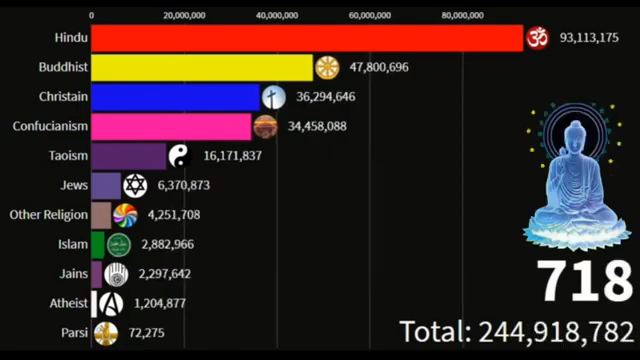 0 20,000,000 40,000,000 60,000,000 80,000,000
Hindu 93,113,175
Buddhist 47,800,696
Christain 36,294,646
Confucianism 34,458,088
Taoism 16,171,837
Jews 6,370,873
Other Religion 4,251,708
Islam 2,882,966
Jains 2,297,642
Atheist 1,204,877
Parsi 72,275
718
Total: 244,918,782